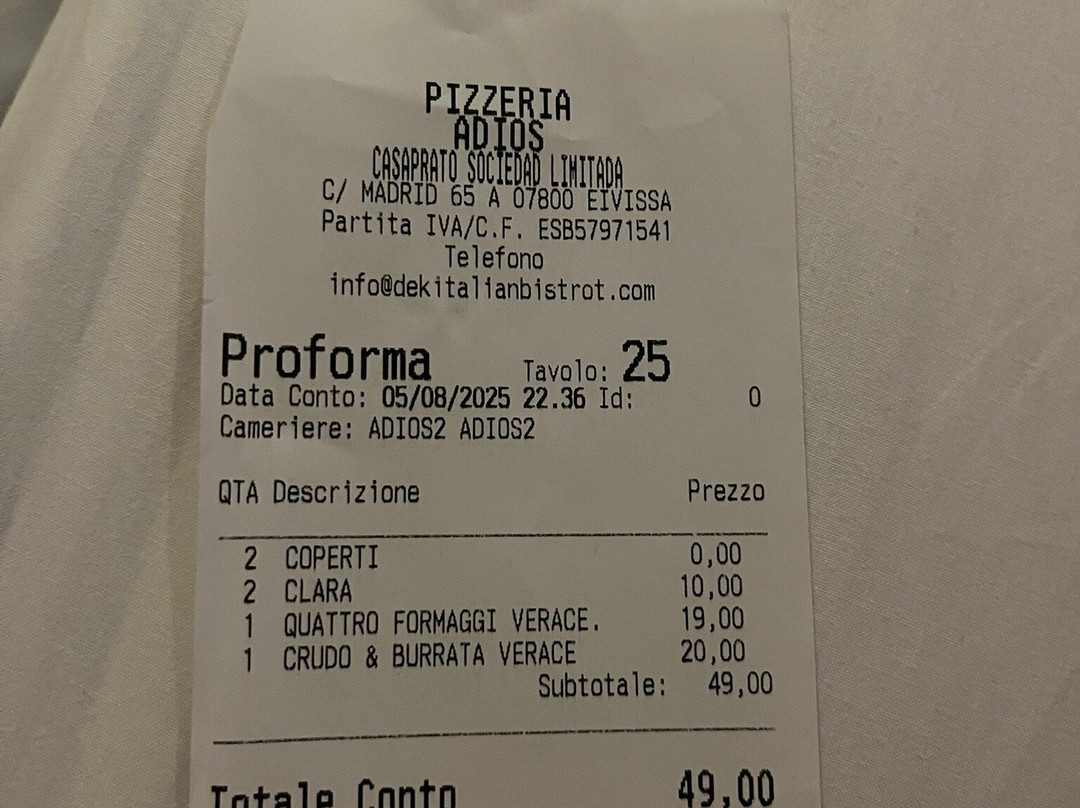 PIZZERIA
ADIOS
CASAPRATO SOCIEDAD LIMITADA
C/ MADRID 65 A 07800 EIVISSA
Partita IVA/C.F. ESB57971541
Telefono
info@dekitalianbistrot.com
Proforma Tavolo: 25
Data Conto: 05/08/2025 22.36 Id: 0
Cameriere: ADIOS2 ADIOS2
QTA Descrizione Prezzo
2 COPERTI 0,00
2 CLARA 10,00
1 QUATTRO FORMAGGI VERACE. 19,00
1 CRUDO & BURRATA VERACE 20,00
Subtotale: 49,00
Totale Conto 49,00